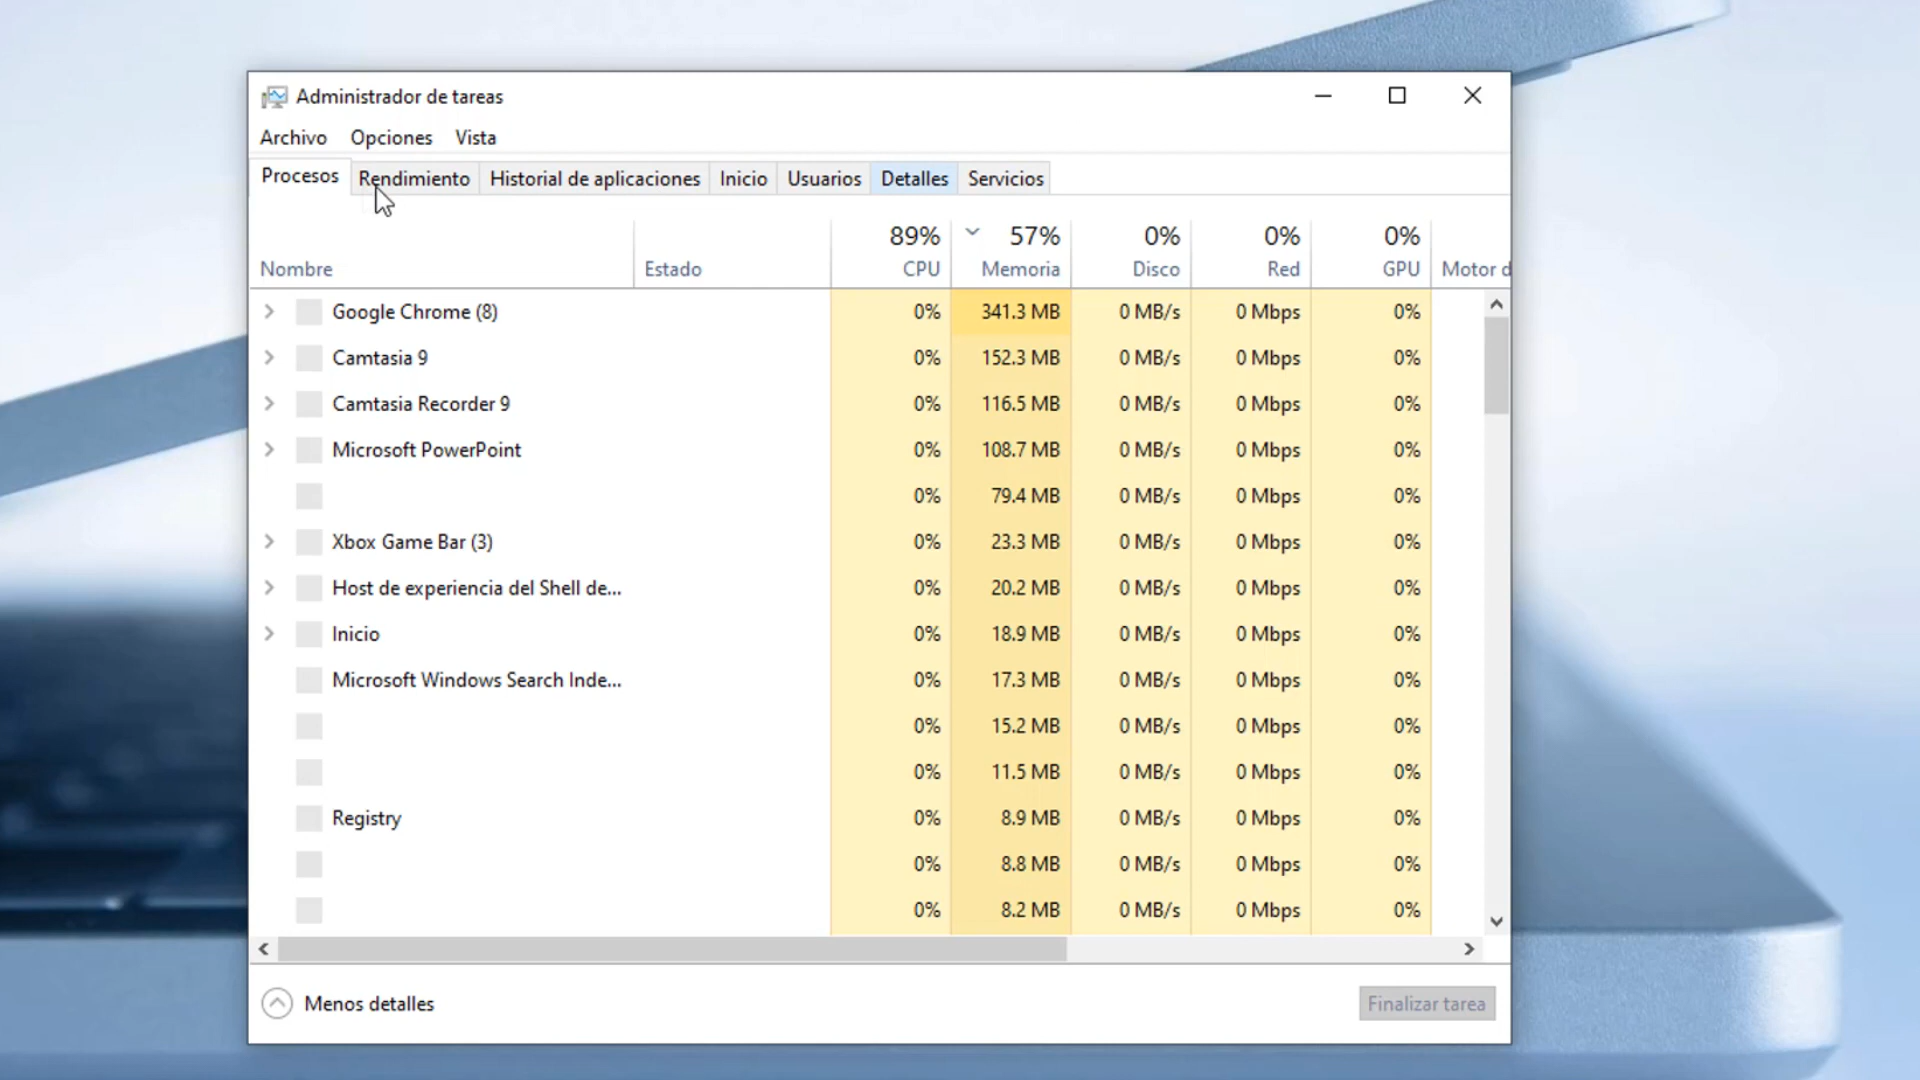 Administrador de tareas
Archivo Opciones Vista
Procesos Rendimiento Historial de aplicaciones Inicio Usuarios Detalles Servicios
89% 57% 0% 0% 0%
Nombre Estado CPU Memoria Disco Red GPU Motor d
Google Chrome (8) 0% 341.3 MB 0 MB/s 0 Mbps 0%
Camtasia 9 0% 152.3 MB 0 MB/s 0 Mbps 0%
Camtasia Recorder 9 0% 116.5 MB 0 MB/s 0 Mbps 0%
Microsoft PowerPoint 0% 108.7 MB 0 MB/s 0 Mbps 0%
0% 79.4 MB 0 MB/s 0 Mbps 0%
Xbox Game Bar (3) 0% 23.3 MB 0 MB/s 0 Mbps 0%
Host de experiencia del Shell de... 0% 20.2 MB 0 MB/s 0 Mbps 0%
Inicio 0% 18.9 MB 0 MB/s 0 Mbps 0%
Microsoft Windows Search Inde... 0% 17.3 MB 0 MB/s 0 Mbps 0%
0% 15.2 MB 0 MB/s 0 Mbps 0%
0% 11.5 MB 0 MB/s 0 Mbps 0%
Registry 0% 8.9 MB 0 MB/s 0 Mbps 0%
0% 8.8 MB 0 MB/s 0 Mbps 0%
0% 8.2 MB 0 MB/s 0 Mbps 0%
Menos detalles Finalizar tarea